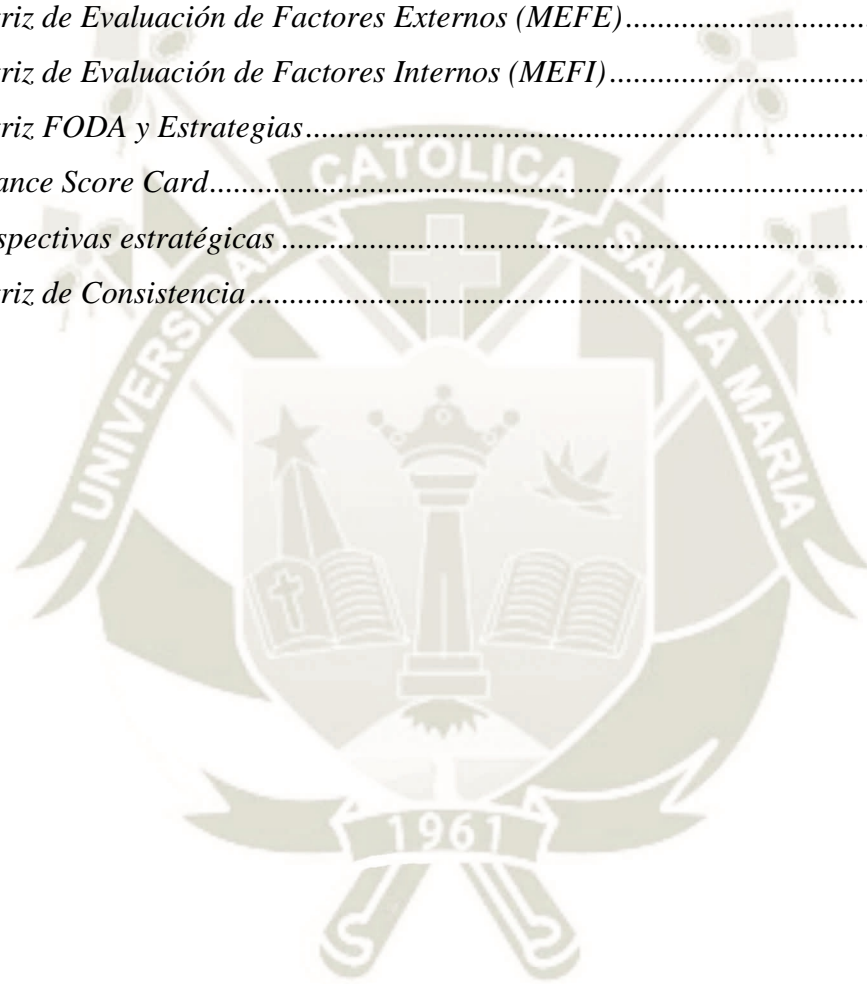 riz de Evaluación de Factores Externos (MEFE)..............................
riz de Evaluación de Factores Internos (MEFI)................................
riz FODA y Estrategias..............................................................................
ance Score Card..........................................................................................
spectivas estratégicas ................................................................................
riz de Consistencia....................................................................................
UNIVERSIDAD CATOLICA SANTA MARIA
1961